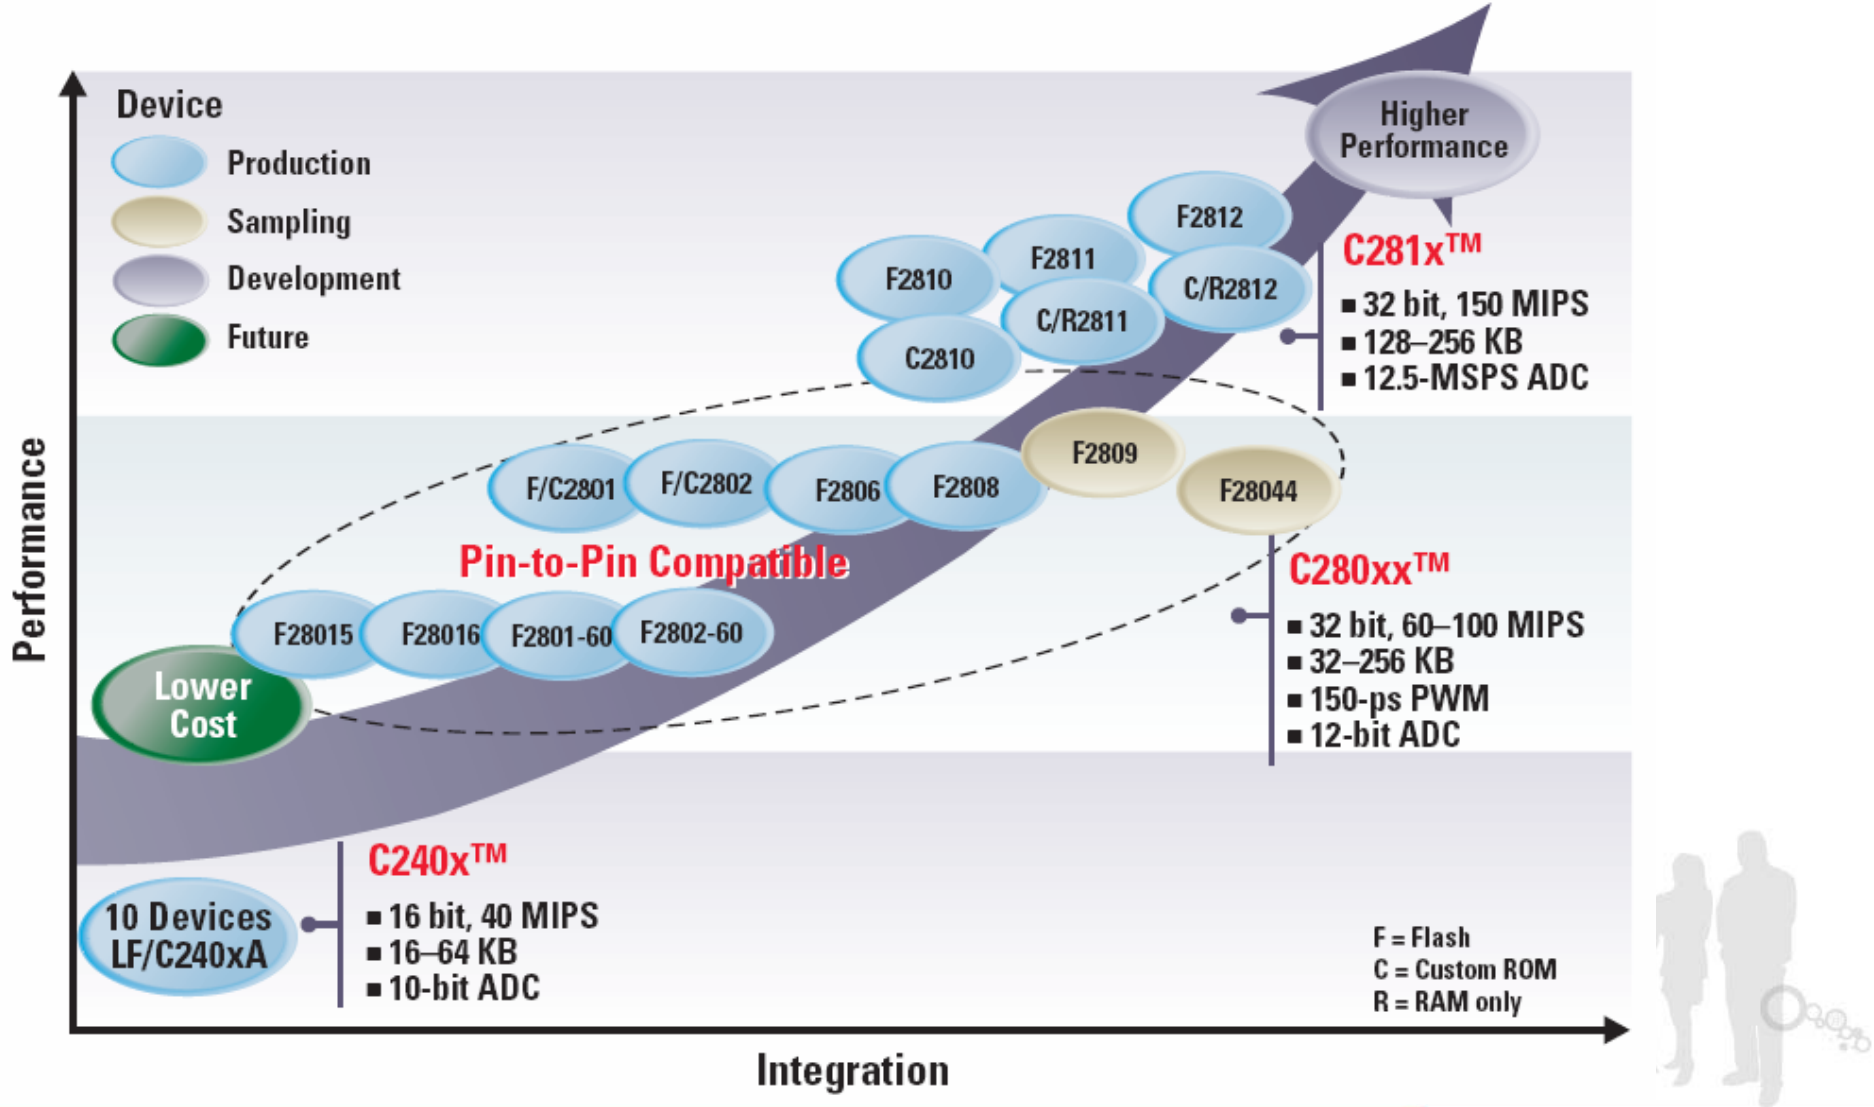 Device
Production
Sampling
Development
Future
Higher
Performance
F2812
F2811
F2810
C/R2812
C/R2811
C2810
C281x™
▪ 32 bit, 150 MIPS
▪ 128–256 KB
▪ 12.5-MSPS ADC
F/C2801
F/C2802
F2806
F2808
F2809
F28044
Pin-to-Pin Compatible
C280xx™
▪ 32 bit, 60–100 MIPS
▪ 32–256 KB
▪ 150-ps PWM
▪ 12-bit ADC
F28015
F28016
F2801-60
F2802-60
Lower
Cost
C240x™
▪ 16 bit, 40 MIPS
▪ 16–64 KB
▪ 10-bit ADC
10 Devices
LF/C240xA
F = Flash
C = Custom ROM
R = RAM only
Performance
Integration